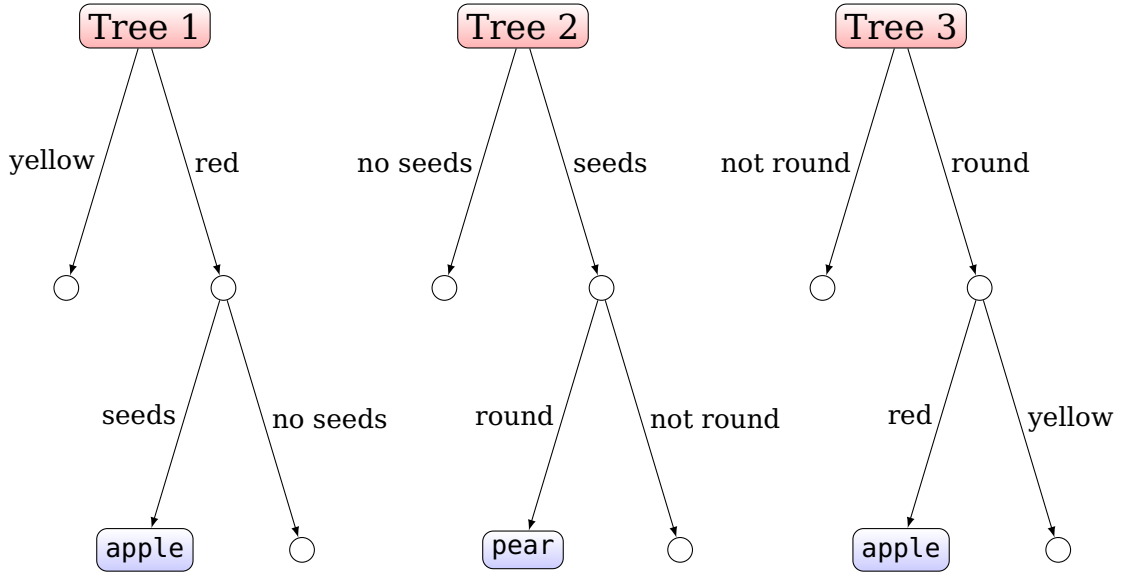 Tree 1
Tree 2
Tree 3
yellow
red
no seeds
seeds
not round
round
seeds
no seeds
round
not round
red
yellow
apple
pear
apple